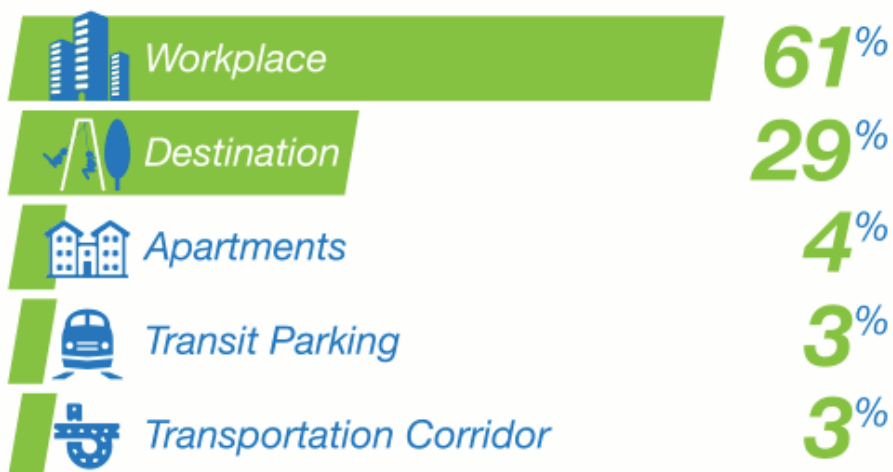 Workplace 61%
Destination 29%
Apartments 4%
Transit Parking 3%
Transportation Corridor 3%